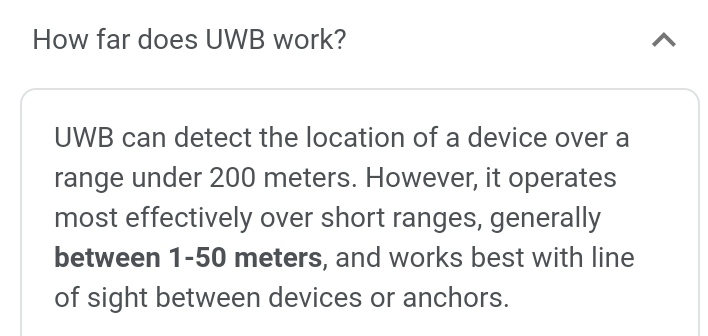 How far does UWB work?
UWB can detect the location of a device over a
range under 200 meters. However, it operates
most effectively over short ranges, generally
between 1-50 meters, and works best with line
of sight between devices or anchors.